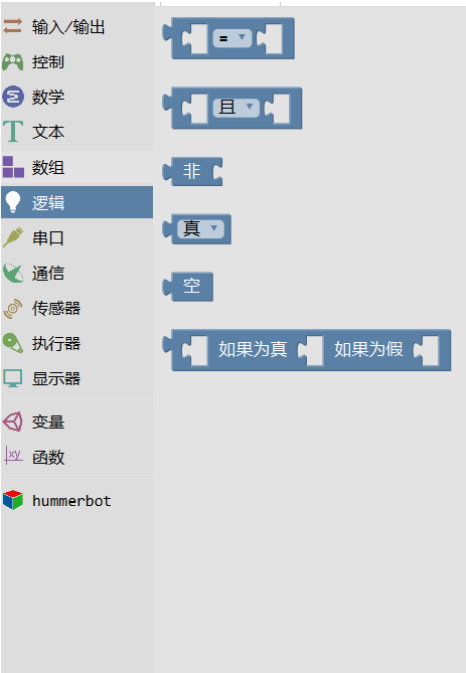 输入/输出
控制
数学
文本
数组
逻辑
串口
通信
传感器
执行器
显示器
变量
xy 函数
hummerbot
=
且
非
真
空
如果为真 如果为假